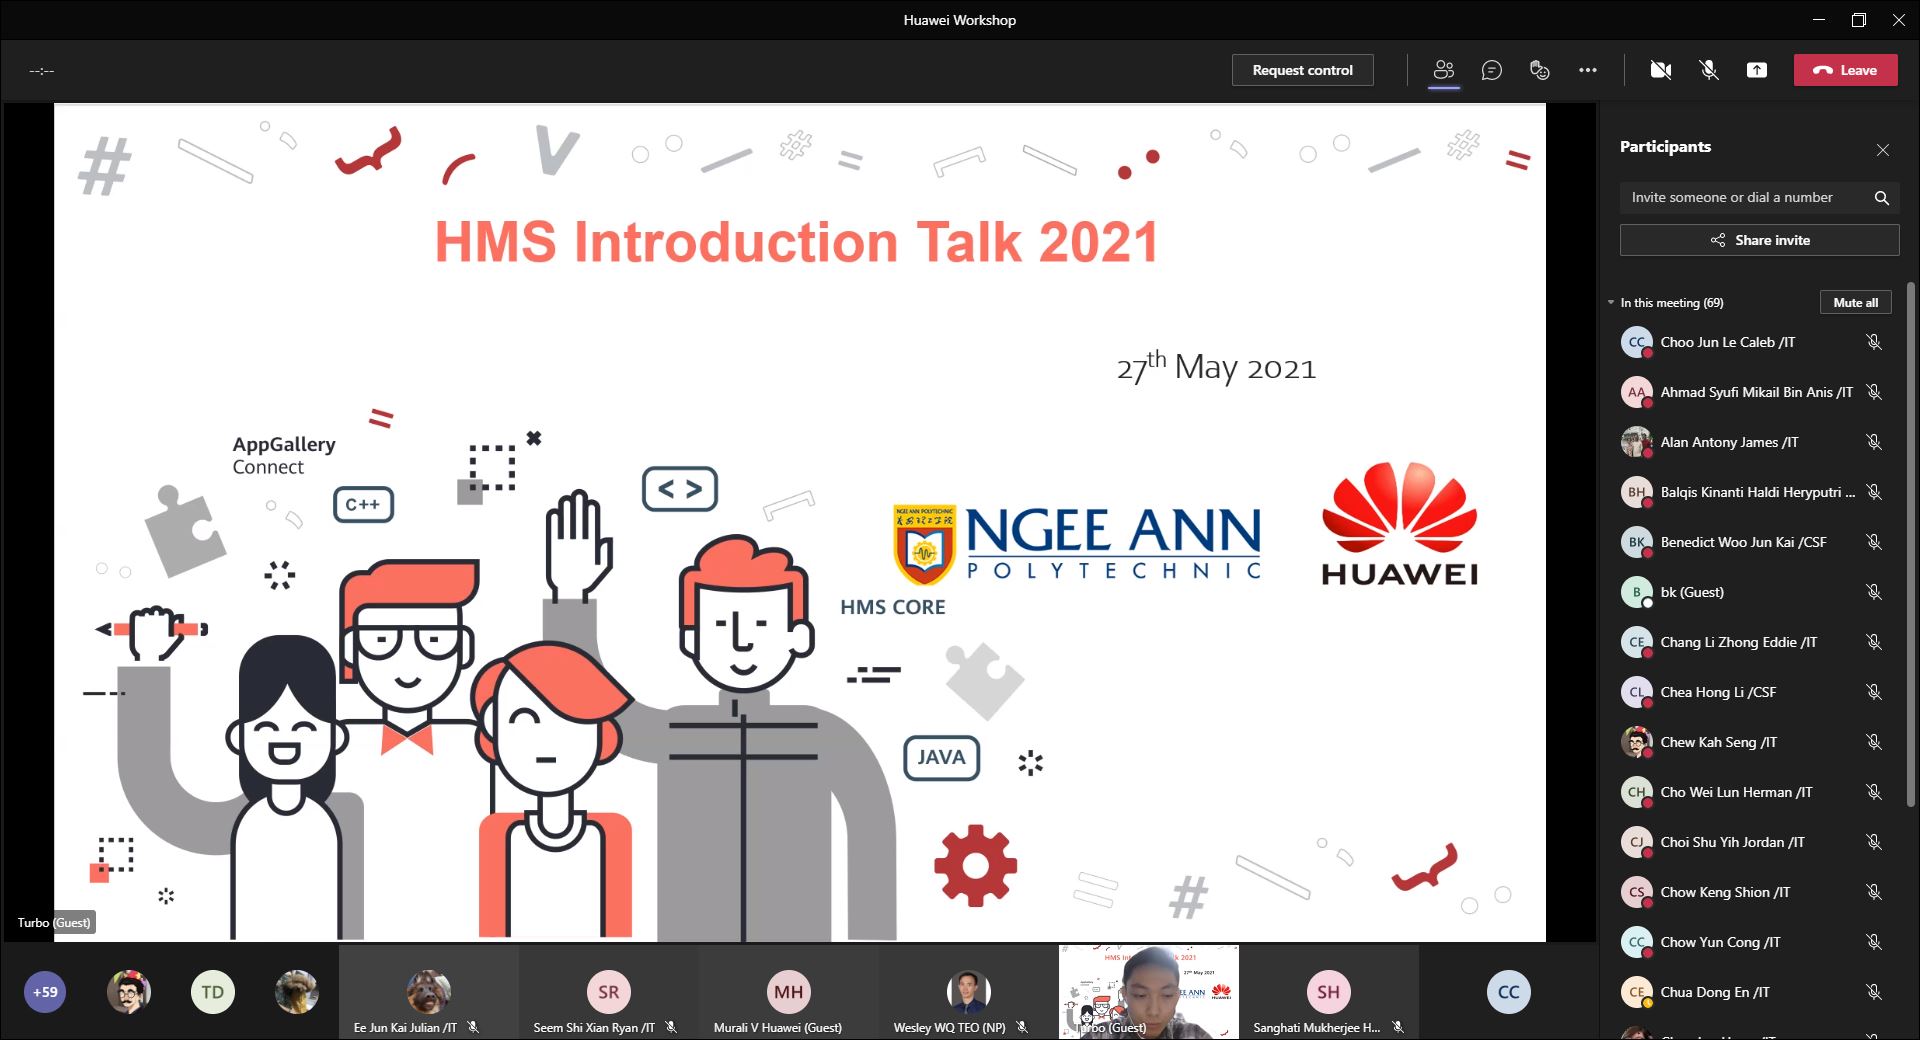 Huawei Workshop
--:--
Request control
Leave
HMS Introduction Talk 2021
27th May 2021
AppGallery
Connect
C++
< >
NGEE ANN POLYTECHNIC
NGEE ANN
POLYTECHNIC
HUAWEI
HMS CORE
JAVA
Turbo (Guest)
Participants
Invite someone or dial a number
Share invite
In this meeting (69)
Mute all
CC Choo Jun Le Caleb /IT
AA Ahmad Syufi Mikail Bin Anis /IT
Alan Antony James /IT
BH Balqis Kinanti Haldi Heryputri ...
BK Benedict Woo Jun Kai /CSF
B bk (Guest)
CE Chang Li Zhong Eddie /IT
CL Chea Hong Li /CSF
Chew Kah Seng /IT
CH Cho Wei Lun Herman /IT
CJ Choi Shu Yih Jordan /IT
CS Chow Keng Shion /IT
CC Chow Yun Cong /IT
CE Chua Dong En /IT
+59
TD
Ee Jun Kai Julian /IT
SR
Seem Shi Xian Ryan /IT
MH
Murali V Huawei (Guest)
Wesley WQ TEO (NP)
Turbo (Guest)
SH
Sanghati Mukherjee H...
CC